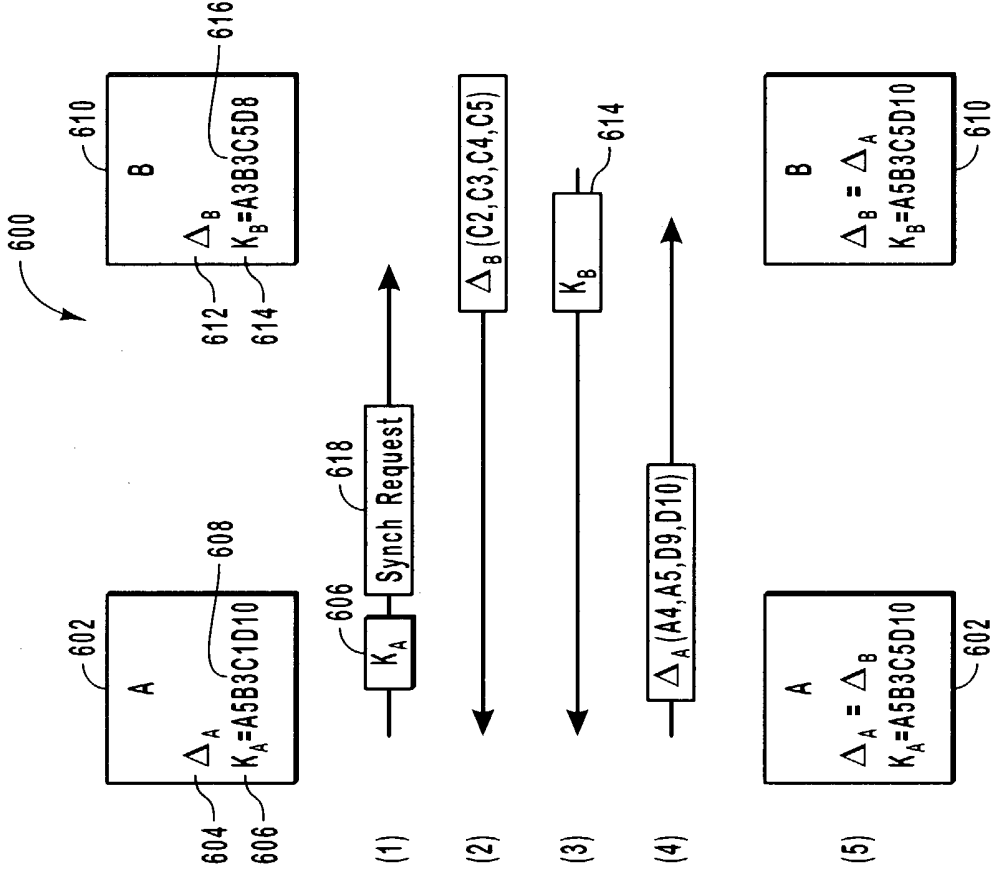 600
602
A
604
Δ_A
606
K_A=A5B3C1D10
608
610
B
612
Δ_B
614
K_B=A3B3C5D8
616
(1)
606
K_A
618
Synch Request
(2)
Δ_B (C2,C3,C4,C5)
(3)
K_B
614
(4)
Δ_A (A4,A5,D9,D10)
(5)
A
Δ_A = Δ_B
K_A=A5B3C5D10
602
B
Δ_B = Δ_A
K_B=A5B3C5D10
610